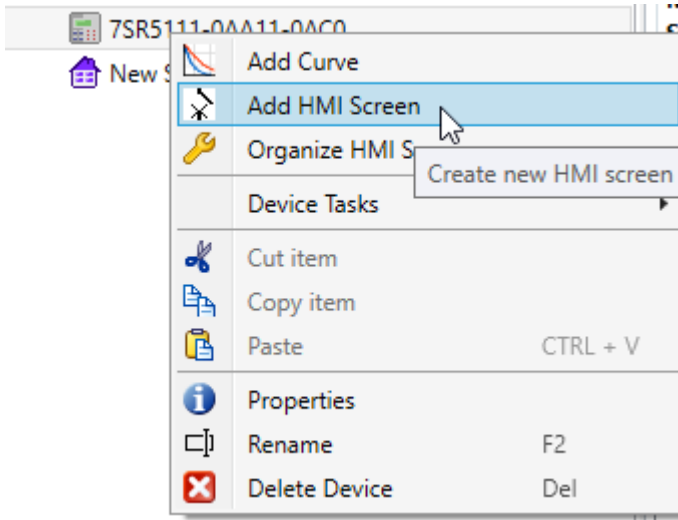 7SR5111-0AA11-0AC0
New S
Add Curve
Add HMI Screen
Organize HMI S
Create new HMI screen
Device Tasks
Cut item
Copy item
Paste CTRL + V
Properties
Rename F2
Delete Device Del